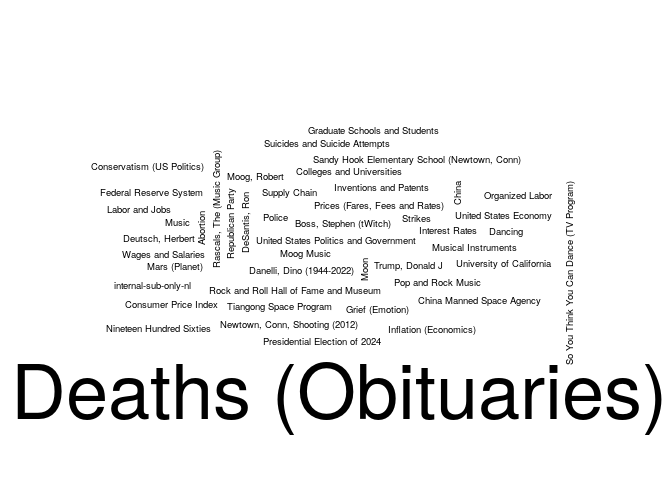 Graduate Schools and Students
Suicides and Suicide Attempts
Sandy Hook Elementary School (Newtown, Conn)
Conservatism (US Politics)
Colleges and Universities
Moog, Robert
Inventions and Patents
Federal Reserve System
Supply Chain
China
Organized Labor
Prices (Fares, Fees and Rates)
Labor and Jobs
United States Economy
Police
Strikes
Music
Boss, Stephen (tWitch)
Interest Rates
Dancing
Abortion
Rascals, The (Music Group)
Republican Party
DeSantis, Ron
Deutsch, Herbert
United States Politics and Government
Musical Instruments
Wages and Salaries
Moog Music
Mars (Planet)
Danelli, Dino (1944-2022)
Moon
Trump, Donald J
University of California
So You Think You Can Dance (TV Program)
internal-sub-only-nl
Pop and Rock Music
Rock and Roll Hall of Fame and Museum
China Manned Space Agency
Consumer Price Index
Tiangong Space Program
Grief (Emotion)
Nineteen Hundred Sixties
Newtown, Conn, Shooting (2012)
Inflation (Economics)
Presidential Election of 2024
Deaths (Obituaries)